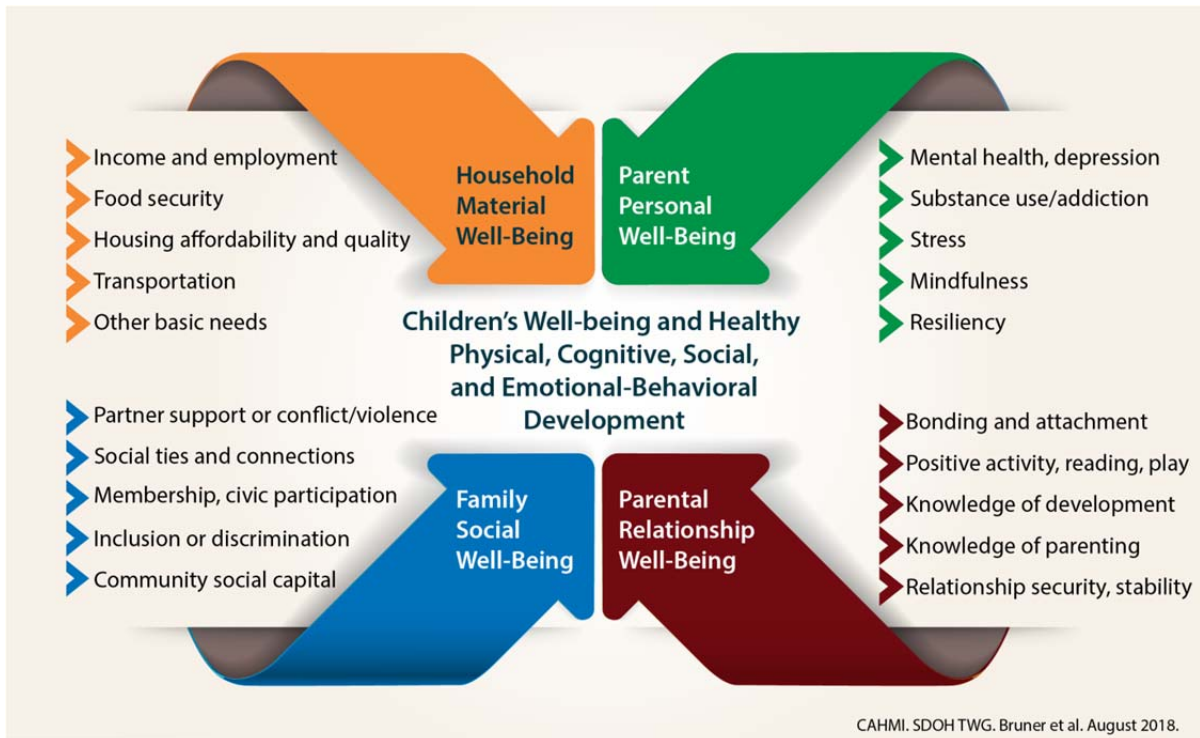 Income and employment
Food security
Housing affordability and quality
Transportation
Other basic needs
Household
Material
Well-Being
Parent
Personal
Well-Being
Mental health, depression
Substance use/addiction
Stress
Mindfulness
Resiliency
Children’s Well-being and Healthy
Physical, Cognitive, Social,
and Emotional-Behavioral
Development
Partner support or conflict/violence
Social ties and connections
Membership, civic participation
Inclusion or discrimination
Community social capital
Family
Social
Well-Being
Parental
Relationship
Well-Being
Bonding and attachment
Positive activity, reading, play
Knowledge of development
Knowledge of parenting
Relationship security, stability
CAHMI. SDOH TWG. Bruner et al. August 2018.